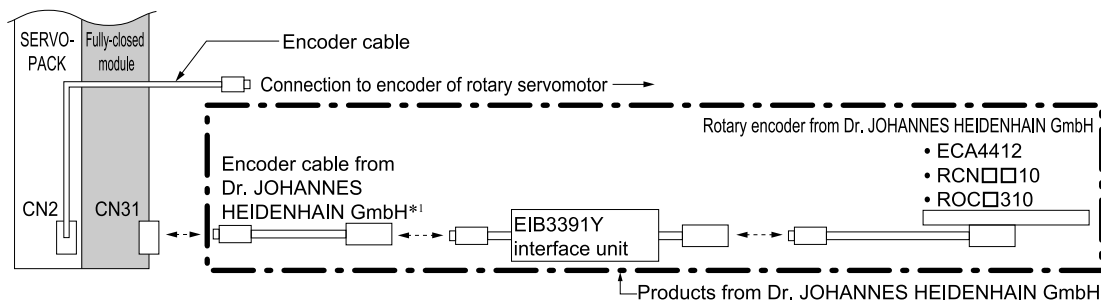 SERVO-
PACK
Fully-closed
module
Encoder cable
Connection to encoder of rotary servomotor
Rotary encoder from Dr. JOHANNES HEIDENHAIN GmbH
• ECA4412
• RCN□□10
• ROC□310
Encoder cable from
Dr. JOHANNES
HEIDENHAIN GmbH*1
CN2
CN31
EIB3391Y
interface unit
Products from Dr. JOHANNES HEIDENHAIN GmbH